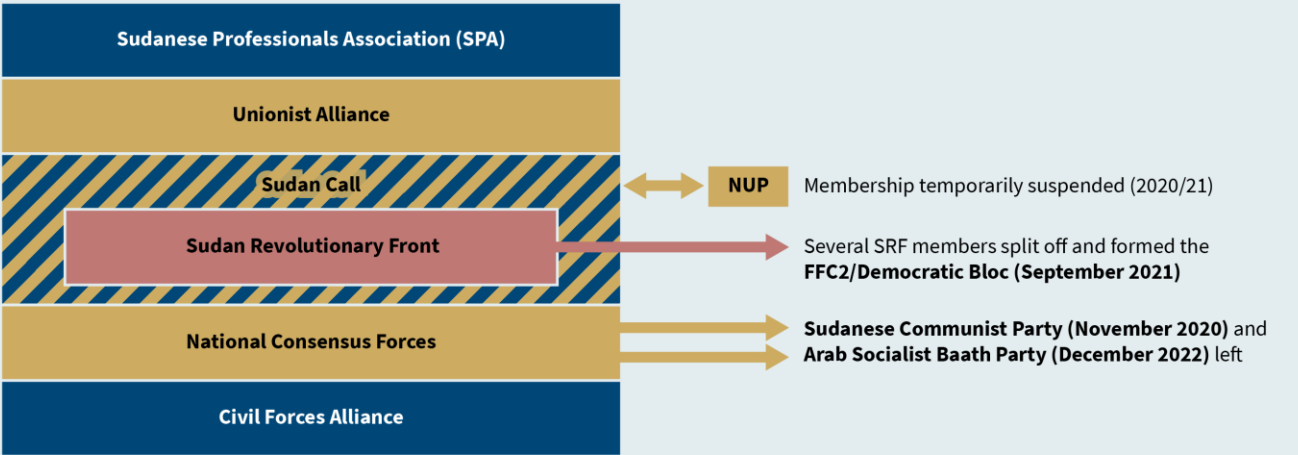 Sudanese Professionals Association (SPA)
Unionist Alliance
Sudan Call
NUP
Membership temporarily suspended (2020/21)
Sudan Revolutionary Front
Several SRF members split off and formed the
FFC2/Democratic Bloc (September 2021)
National Consensus Forces
Sudanese Communist Party (November 2020) and
Arab Socialist Baath Party (December 2022) left
Civil Forces Alliance